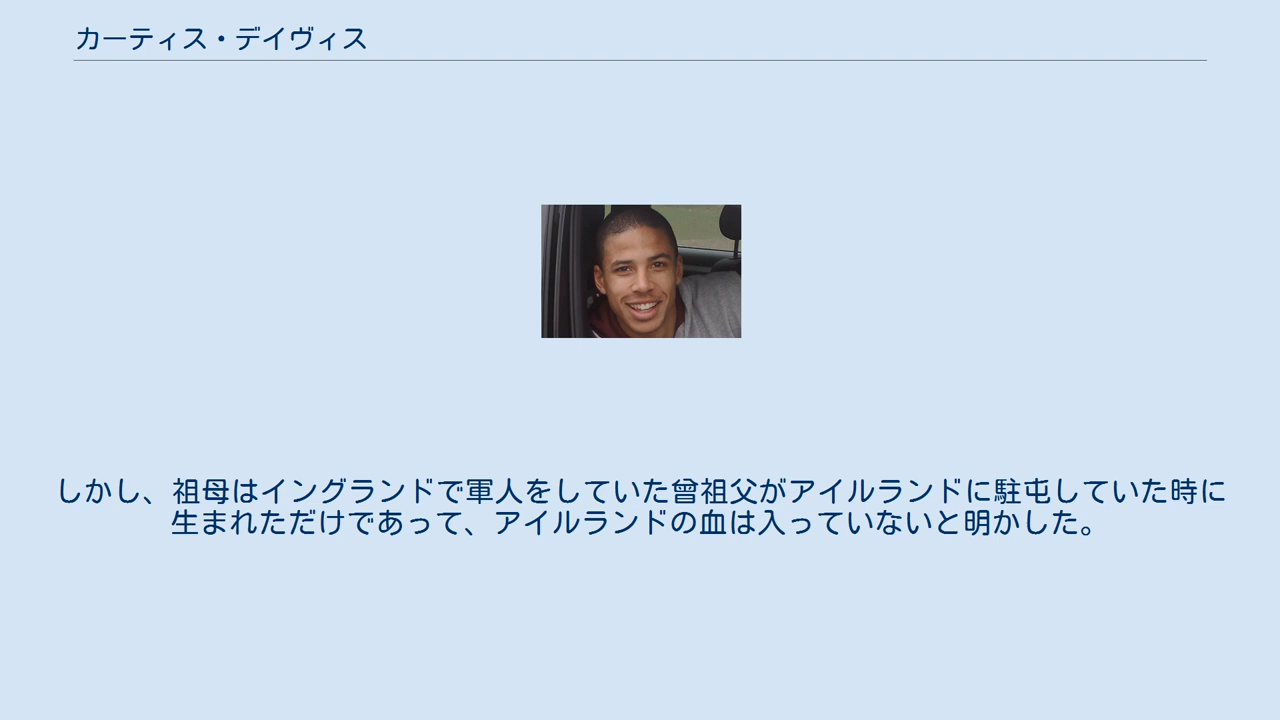 カーティス・デイヴィス
しかし、祖母はイングランドで軍人をしていた曾祖父がアイルランドに駐屯していた時に
生まれただけであって、アイルランドの血は入っていないと明かした。